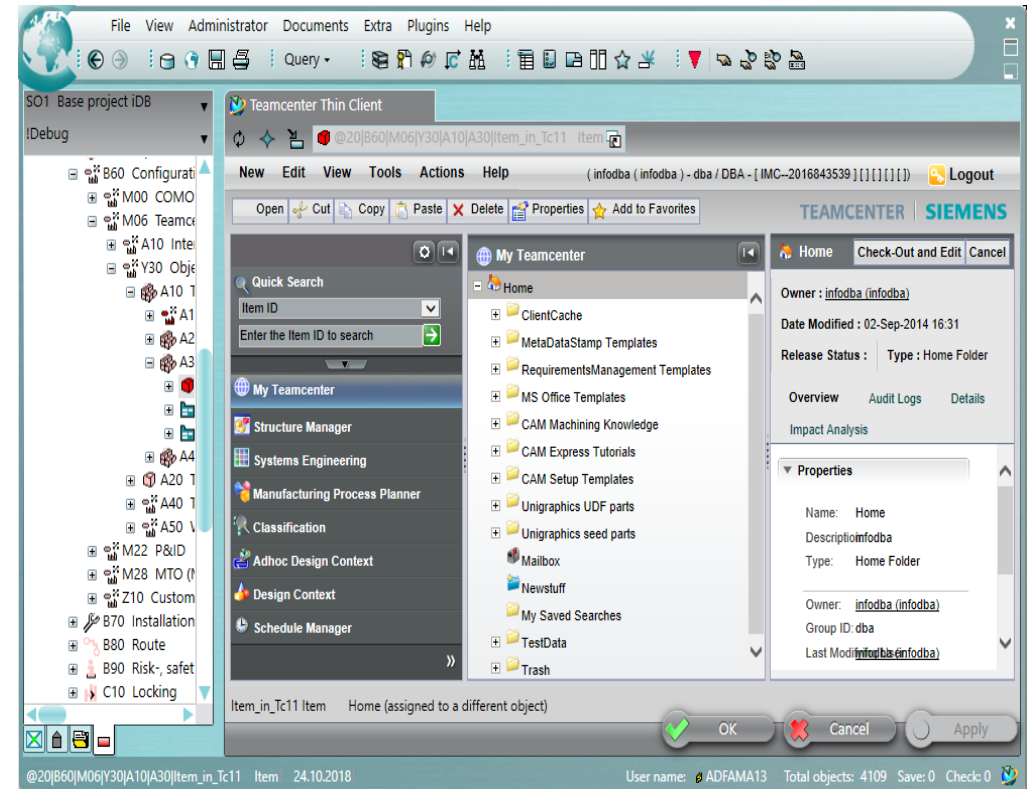 File View Administrator Documents Extra Plugins Help
Query
SO1 Base project iDB
!Debug
B60 Configurati
M00 COMO
M06 Teamce
A10 Inte
Y30 Obje
A10 T
A1
A2
A3
A4
A20 T
A40 T
A50 V
M22 P&ID
M28 MTO (M
Z10 Custom
B70 Installation
B80 Route
B90 Risk-, safet
C10 Locking
Teamcenter Thin Client
@20|B60|M06|Y30|A10|A30|Item_in_Tc11 Item
New Edit View Tools Actions Help
( infodba ( infodba ) - dba / DBA - [ IMC--2016843539 ] [ ] [ ] [ ] [ ])
Logout
Open Cut Copy Paste Delete Properties Add to Favorites
TEAMCENTER SIEMENS
Quick Search
Item ID
Enter the Item ID to search
My Teamcenter
Structure Manager
Systems Engineering
Manufacturing Process Planner
Classification
Adhoc Design Context
Design Context
Schedule Manager
»
My Teamcenter
Home
ClientCache
MetaDataStamp Templates
RequirementsManagement Templates
MS Office Templates
CAM Machining Knowledge
CAM Express Tutorials
CAM Setup Templates
Unigraphics UDF parts
Unigraphics seed parts
Mailbox
Newstuff
My Saved Searches
TestData
Trash
Home Check-Out and Edit Cancel
Owner : infodba (infodba)
Date Modified : 02-Sep-2014 16:31
Release Status : Type : Home Folder
Overview Audit Logs Details
Impact Analysis
Properties
Name: Home
Description: infodba
Type: Home Folder
Owner: infodba (infodba)
Group ID: dba
Last Modifying User: infodba (infodba)
Item_in_Tc11 Item Home (assigned to a different object)
OK Cancel Apply
@20|B60|M06|Y30|A10|A30|Item_in_Tc11 Item 24.10.2018
User name: ADFAMA13 Total objects: 4109 Save: 0 Check: 0